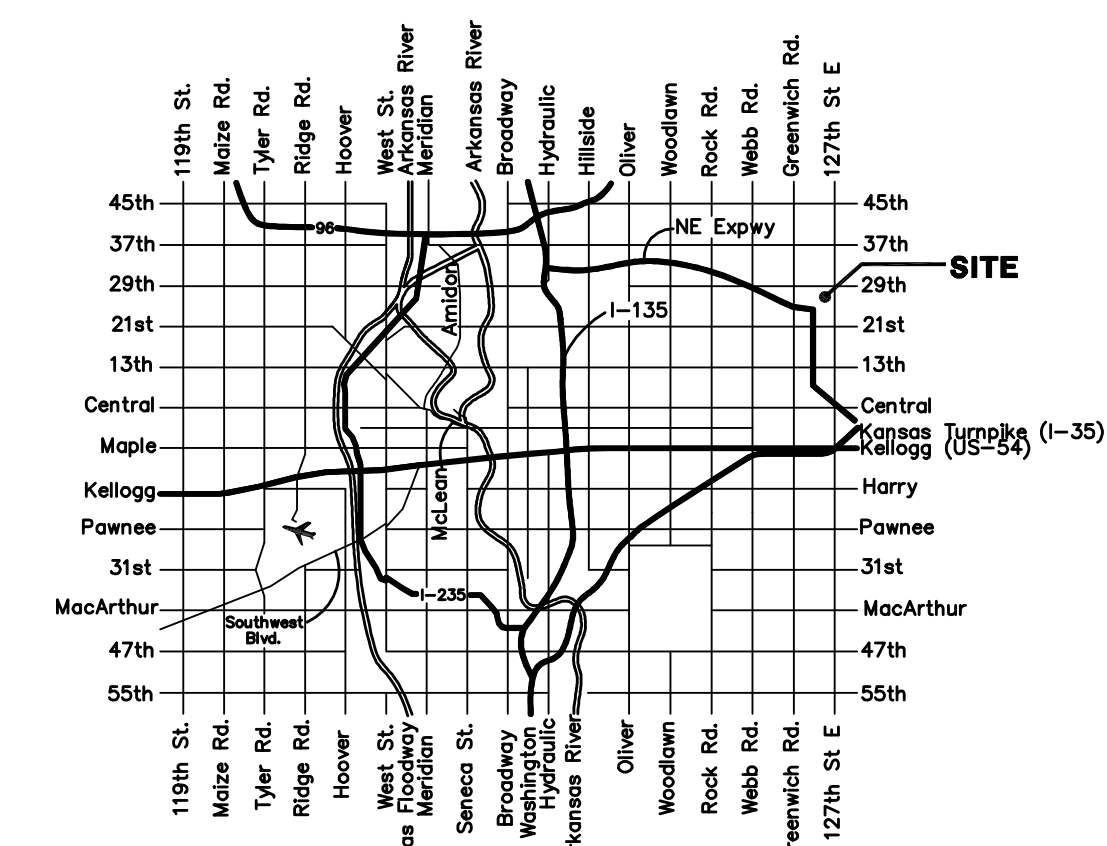 119th St.
Maize Rd.
Tyler Rd.
Ridge Rd.
Hoover
West St.
Arkansas River
Meridian
Arkansas River
Broadway
Hydraulic
Hillside
Oliver
Woodlawn
Rock Rd.
Webb Rd.
Greenwich Rd.
127th St E
45th
45th
96
NE Expwy
37th
37th
SITE
29th
29th
Amidon
I-135
21st
21st
13th
13th
Central
Central
Kansas Turnpike (I-35)
Maple
Kellogg (US-54)
Kellogg
Harry
McLean
Pawnee
Pawnee
31st
31st
I-235
MacArthur
MacArthur
Southwest
Blvd.
47th
47th
55th
55th
119th St.
Maize Rd.
Tyler Rd.
Ridge Rd.
Hoover
West St.
as Floodway
Meridian
Seneca St.
Broadway
Washington
Hydraulic
rkansas River
Oliver
Woodlawn
Rock Rd.
Webb Rd.
reenwich Rd.
127th St E